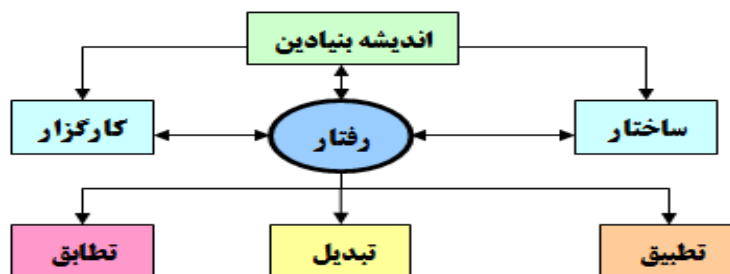 اندیشه بنیادین
ساختار
رفتار
کارگزار
تطبیق
تبدیل
تطابق